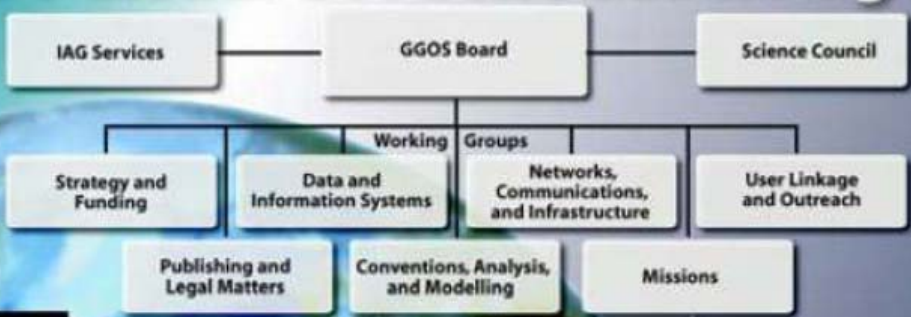 IAG Services
GGOS Board
Science Council
Working Groups
Strategy and
Funding
Data and
Information Systems
Networks,
Communications,
and Infrastructure
User Linkage
and Outreach
Publishing and
Legal Matters
Conventions, Analysis,
and Modelling
Missions